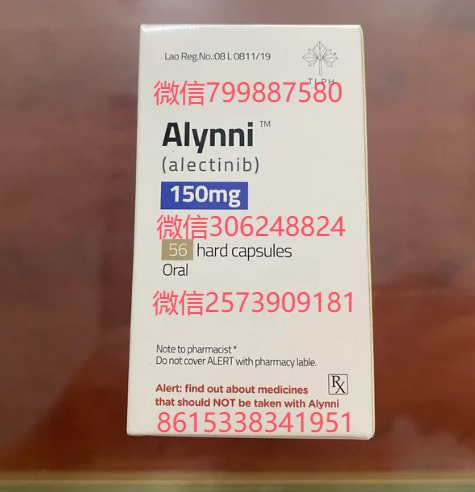 Lao Reg.No.:08 L 0811/19
TLPH
微信799887580
Alynni™
(alectinib)
150mg
微信306248824
56 hard capsules
Oral
微信2573909181
Note to pharmacist*
Do not cover ALERT with pharmacy lable.
Alert: find out about medicines
that should NOT be taken with Alynni
Rx
8615338341951